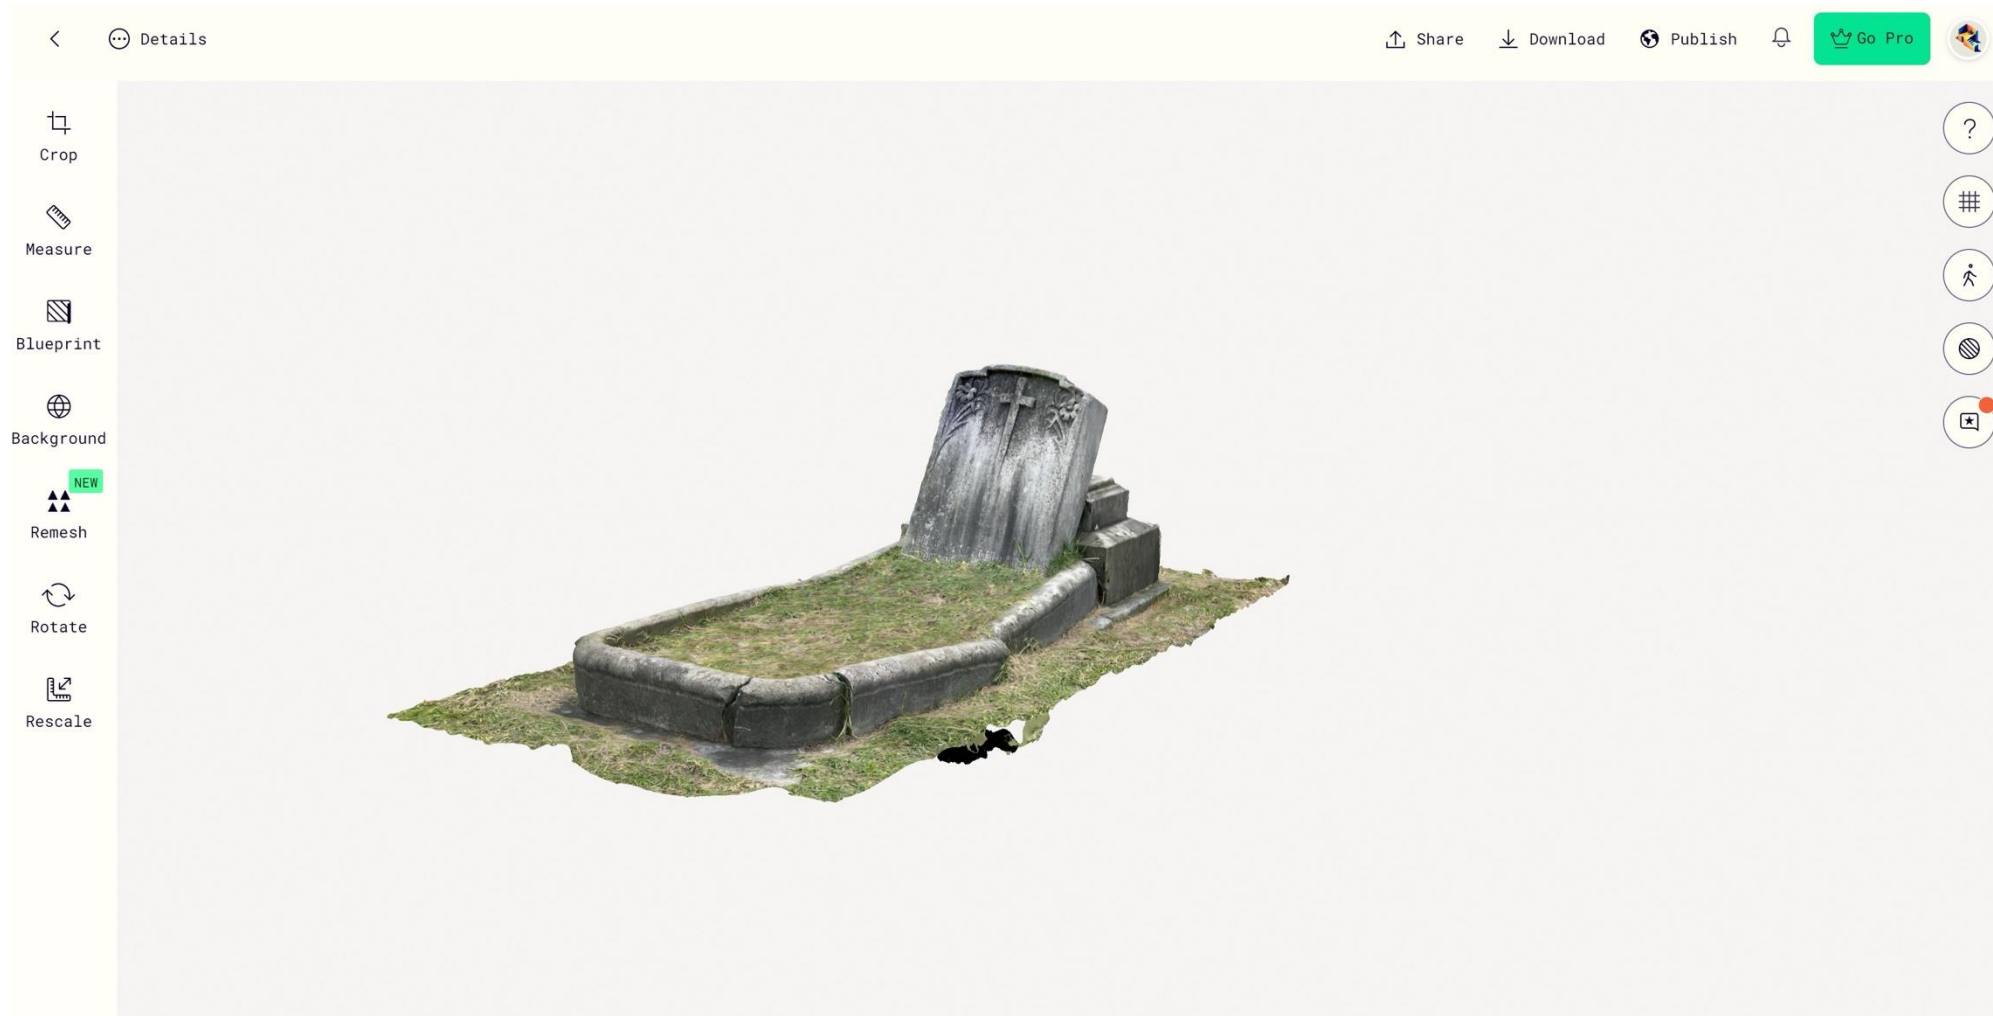 Details
Share
Download
Publish
Go Pro
Crop
Measure
Blueprint
Background
NEW
Remesh
Rotate
Rescale
?